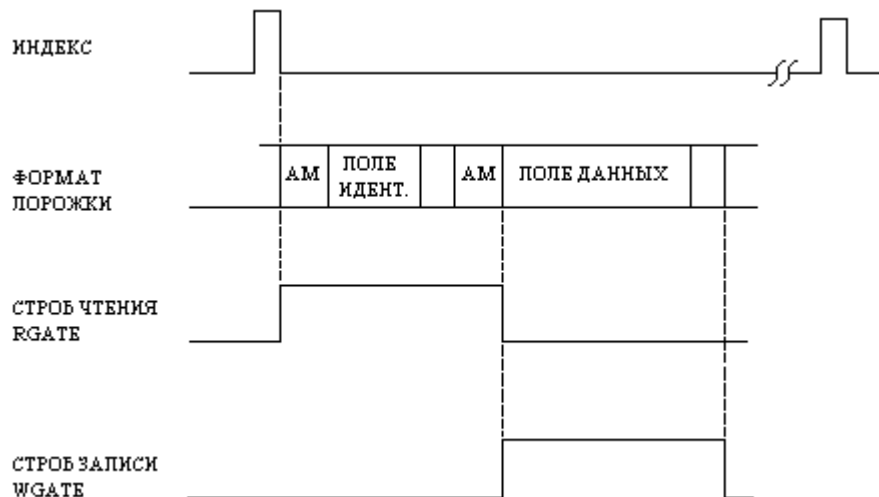 ИНДЕКС
ФОРМАТ
ПОРОЖКИ
АМ
ПОЛЕ
ИДЕНТ.
АМ
ПОЛЕ ДАННЫХ
СТРОБ ЧТЕНИЯ
RGATE
СТРОБ ЗАПИСИ
WGATE